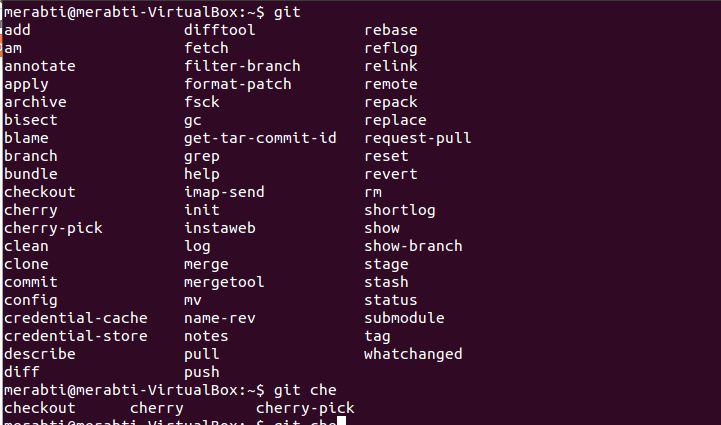 merabti@merabti-VirtualBox:~$ git
add difftool rebase
am fetch reflog
annotate filter-branch relink
apply format-patch remote
archive fsck repack
bisect gc replace
blame get-tar-commit-id request-pull
branch grep reset
bundle help revert
checkout imap-send rm
cherry init shortlog
cherry-pick instaweb show
clean log show-branch
clone merge stage
commit mergetool stash
config mv status
credential-cache name-rev submodule
credential-store notes tag
describe pull whatchanged
diff push
merabti@merabti-VirtualBox:~$ git che
checkout cherry cherry-pick
merabti@merabti-VirtualBox:~$ git che